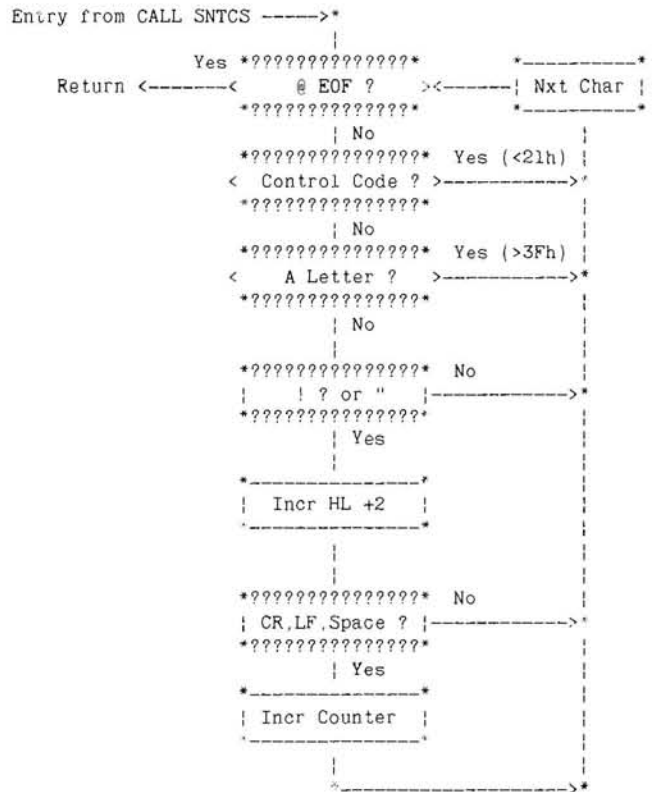 Entry from CALL SNTCS ----->*
Yes *??????????????*
*-----------*
Return <-------< @ EOF ? ><------| Nxt Char |
*??????????????*
*-----------*
| No
*???????????????* Yes (<21h)
< Control Code ? >----------->*
*???????????????*
| No
*???????????????* Yes (>3Fh)
< A Letter ? >----------->*
*???????????????*
| No
*???????????????* No
| ! ? or " |------------>*
*???????????????*
| Yes
*---------------*
| Incr HL +2 |
*---------------*
*???????????????* No
| CR,LF,Space ? |------------>*
*???????????????*
| Yes
*---------------*
| Incr Counter |
*---------------*
*------------------->*